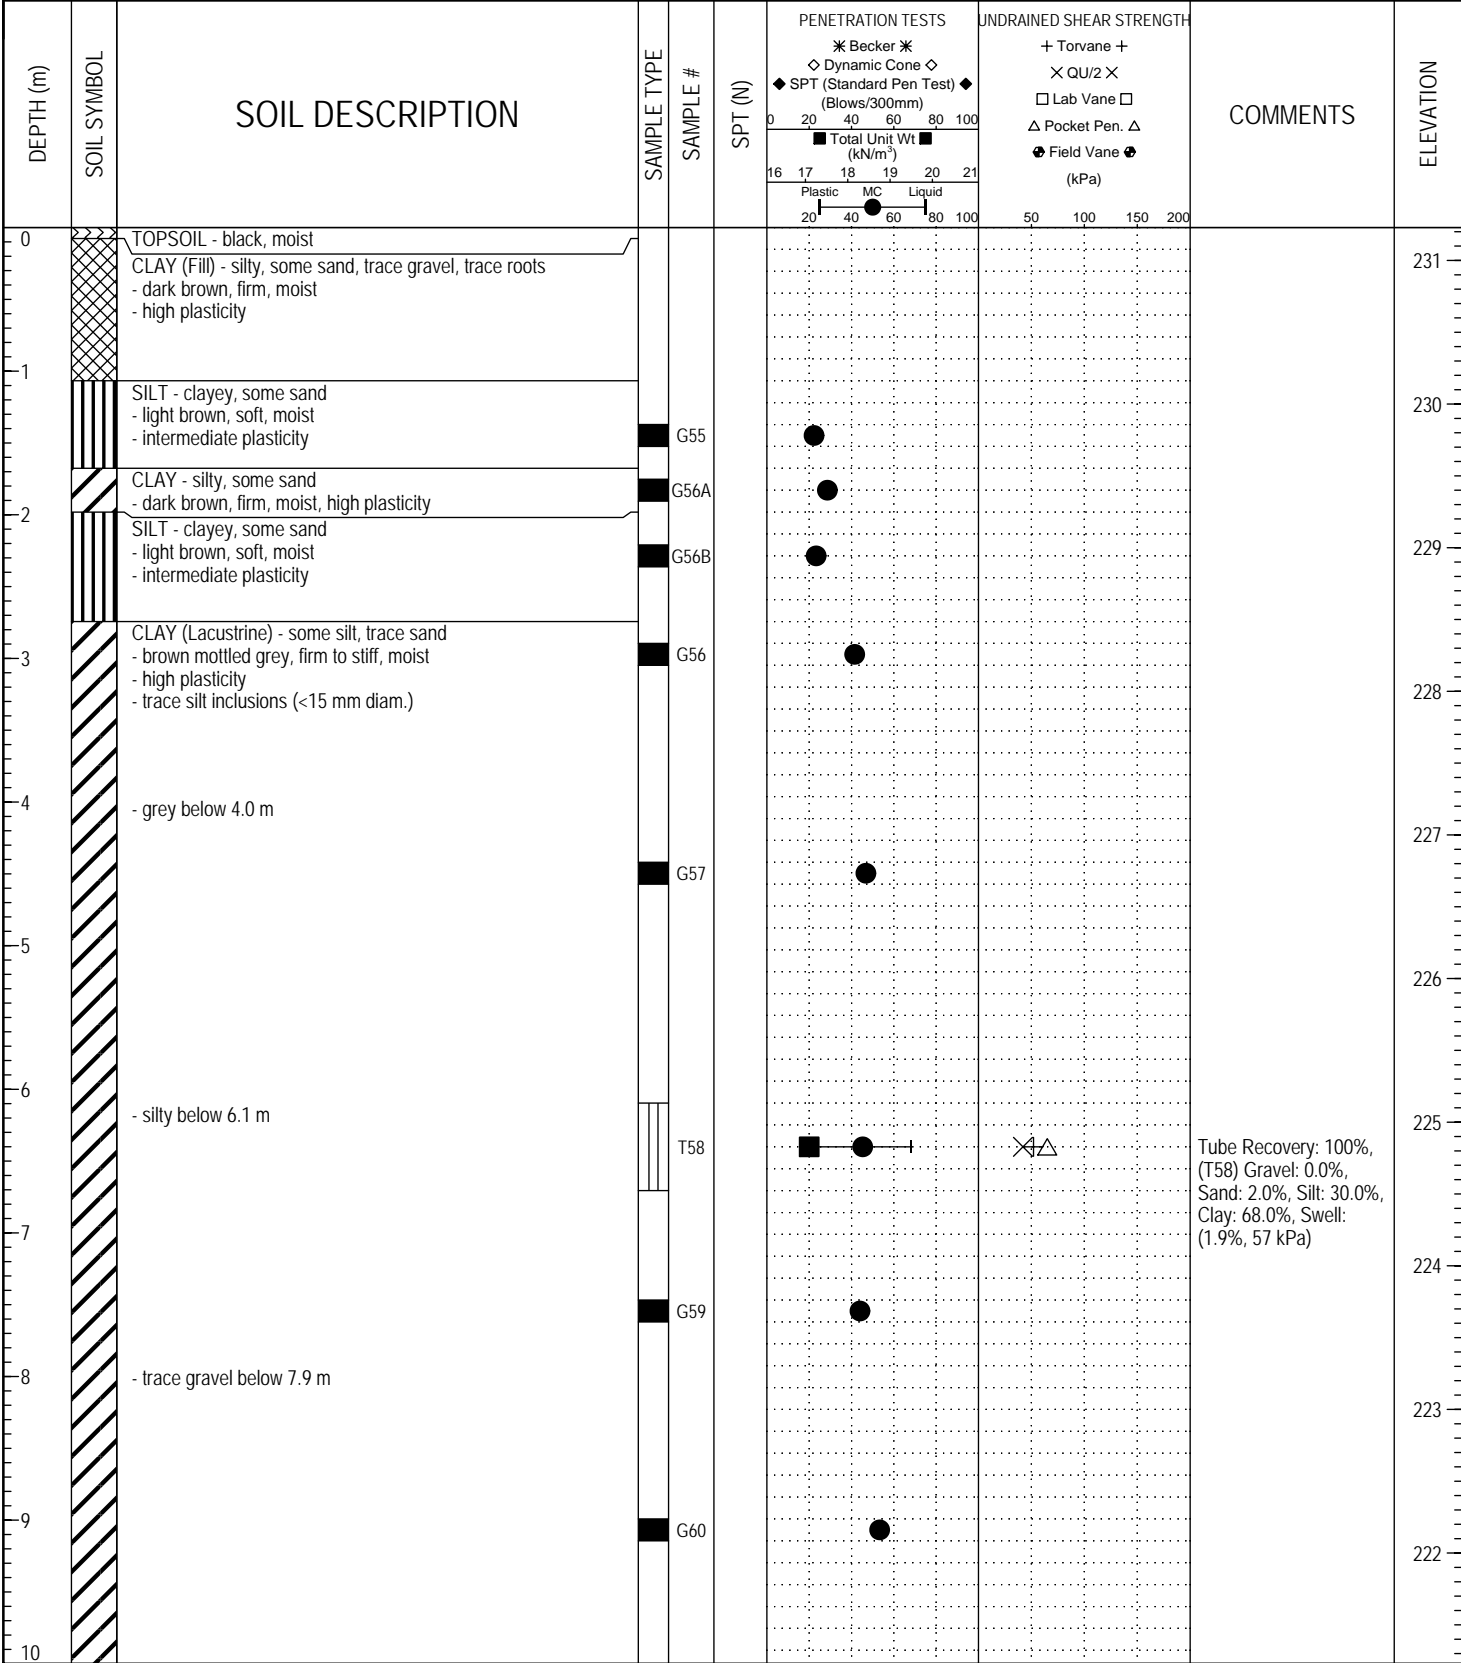 DEPTH (m)
SOIL SYMBOL
SOIL DESCRIPTION
SAMPLE TYPE
SAMPLE #
SPT (N)
PENETRATION TESTS
✳ Becker ✳
◇ Dynamic Cone ◇
◆ SPT (Standard Pen Test) ◆
(Blows/300mm)
0 20 40 60 80 100
■ Total Unit Wt ■
(kN/m³)
16 17 18 19 20 21
Plastic MC Liquid
20 40 60 80 100
UNDRAINED SHEAR STRENGTH
+ Torvane +
× QU/2 ×
□ Lab Vane □
△ Pocket Pen. △
Field Vane
(kPa)
50 100 150 200
COMMENTS
ELEVATION
0
TOPSOIL - black, moist
CLAY (Fill) - silty, some sand, trace gravel, trace roots
- dark brown, firm, moist
- high plasticity
231
1
SILT - clayey, some sand
- light brown, soft, moist
- intermediate plasticity
G55
230
CLAY - silty, some sand
- dark brown, firm, moist, high plasticity
G56A
2
SILT - clayey, some sand
- light brown, soft, moist
- intermediate plasticity
G56B
229
CLAY (Lacustrine) - some silt, trace sand
- brown mottled grey, firm to stiff, moist
- high plasticity
- trace silt inclusions (<15 mm diam.)
3
G56
228
4
- grey below 4.0 m
227
G57
5
226
6
- silty below 6.1 m
225
T58
Tube Recovery: 100%,
(T58) Gravel: 0.0%,
Sand: 2.0%, Silt: 30.0%,
Clay: 68.0%, Swell:
(1.9%, 57 kPa)
7
224
G59
8
- trace gravel below 7.9 m
223
9
G60
222
10